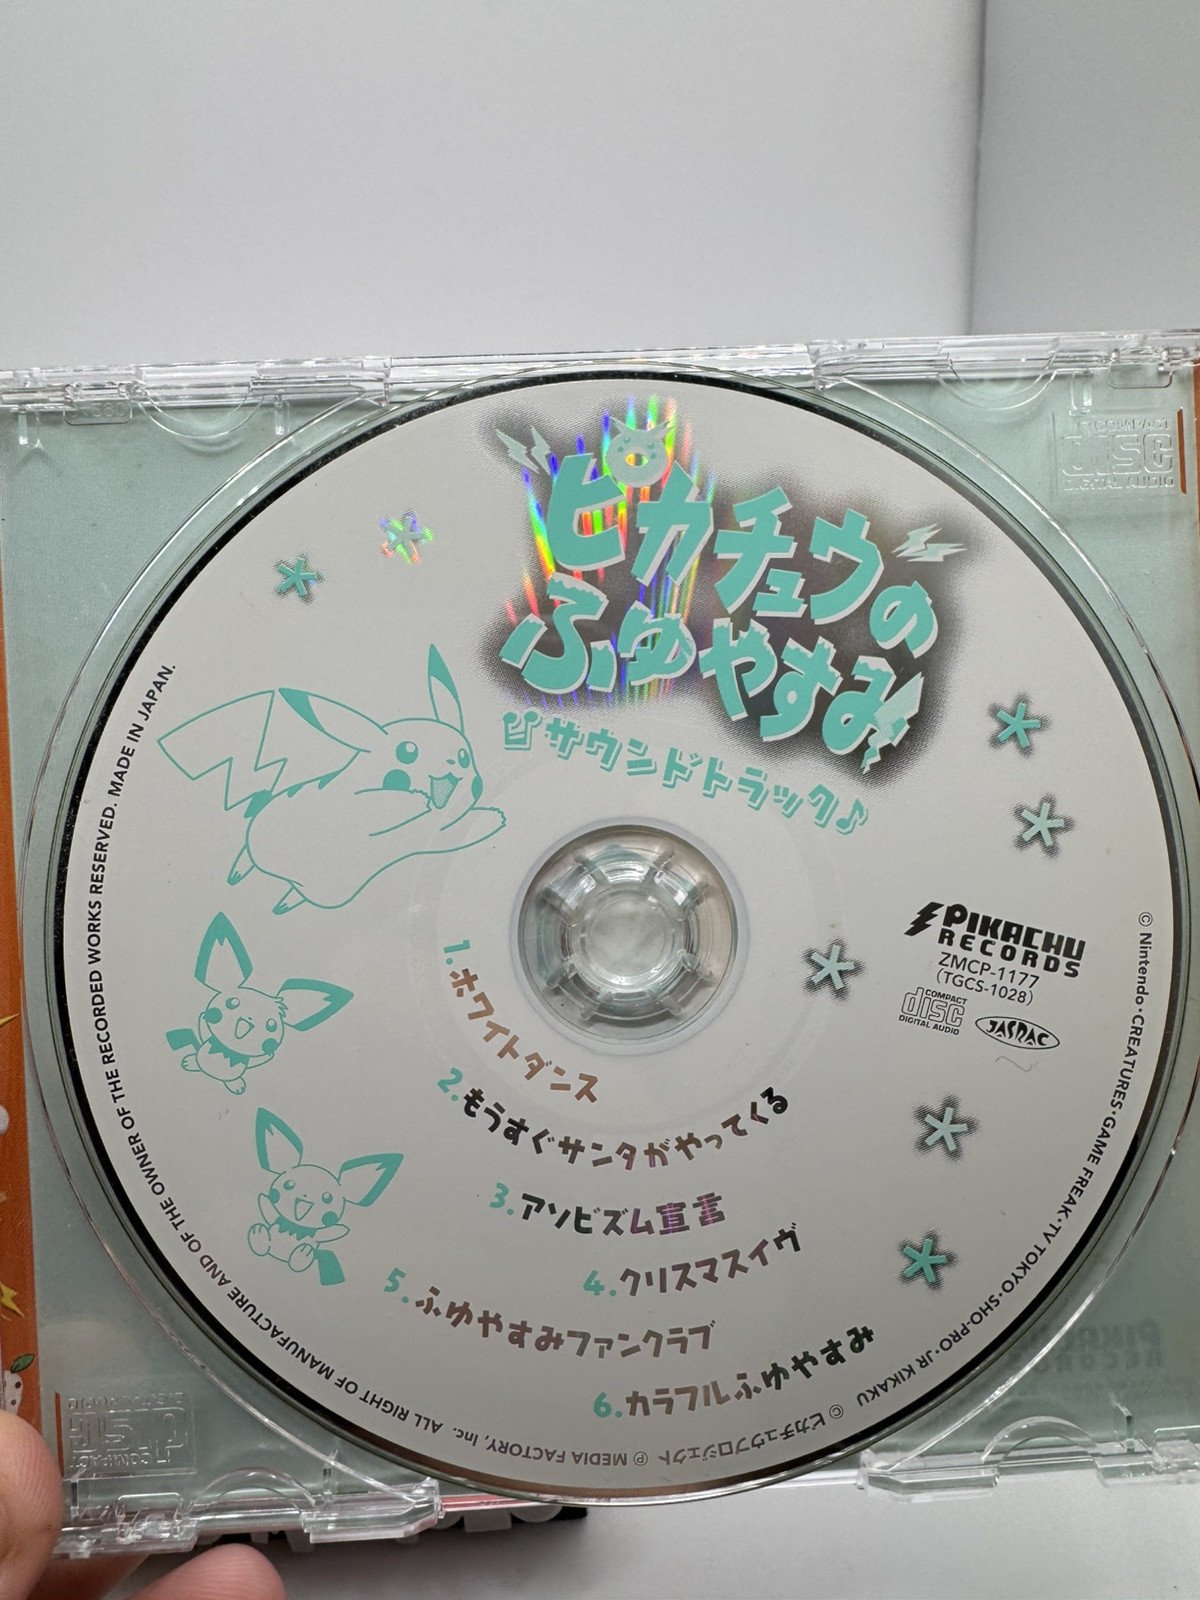 ピカチュウの
ふゆやすみ
サウンドトラック♪
PIKACHU
RECORDS
ZMCP-1177
(TGCS-1028)
COMPACT
disc
DIGITAL AUDIO
JASRAC
1.ホワイトダンス
2.もうすぐサンタがやってくる
3.アソビズム宣言
4.クリスマスイヴ
5.ふゆやすみファンクラブ
6.カラフルふゆやすみ
© Nintendo・CREATURES・GAME FREAK・TV TOKYO・SHO-PRO・JR KIKAKU © ピカチュウプロジェクト ℗ MEDIA FACTORY, Inc. ALL RIGHT OF MANUFACTURE AND OF THE OWNER OF THE RECORDED WORKS RESERVED. MADE IN JAPAN.
COMPACT
disc
DIGITAL AUDIO
COMPACT
disc